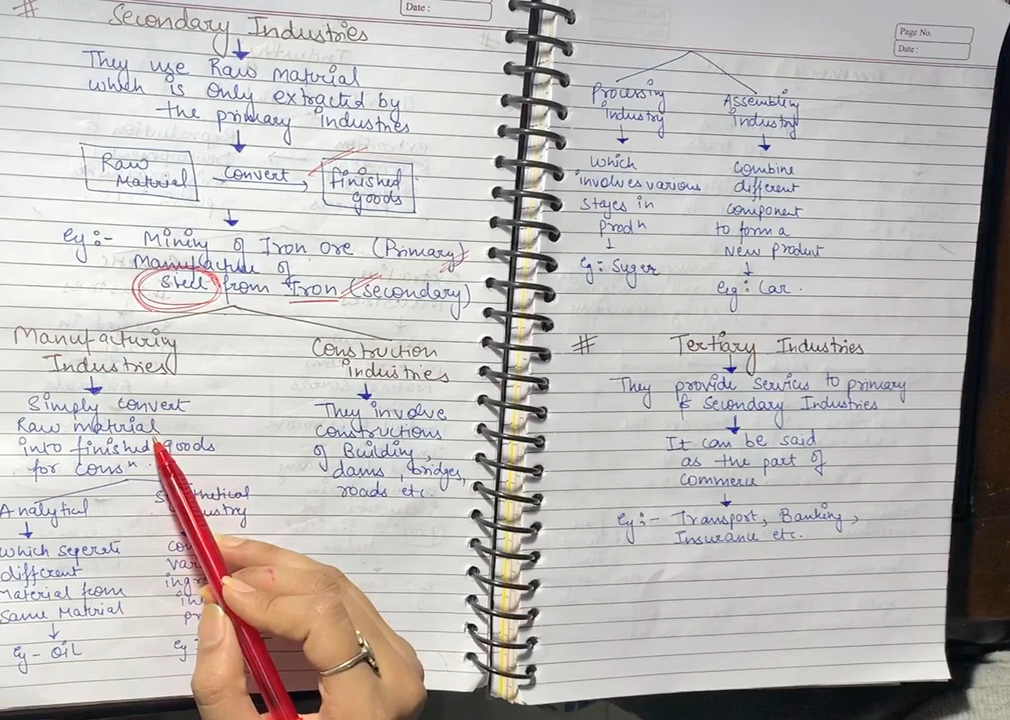 Date :
# Secondary Industries
They use Raw Material
which is only extracted by
the primary industries
Raw Material convert finished goods
Eg :- Mining of Iron ore (Primary)
Manufacture of
Steel from Iron (secondary)
Manufacturing
Industries
Simply convert
Raw material
into finished goods
for consⁿ.
Analytical
which seperate
different
Material from
Same Material
Eg - Oil
Construction
industries
They involve
constructions
of Building,
dams, bridges,
roads etc.
Page No.
Date :
Processing
industry
which
involves various
stages in
prodⁿ
Eg : Suger
Assembling
industry
Combine
different
component
to form a
New product
Eg : Car.
# Tertiary Industries
They provide Services to primary
& Secondary Industries
It can be said
as the part of
commerce
Eg :- Transport, Banking,
Insurance etc.